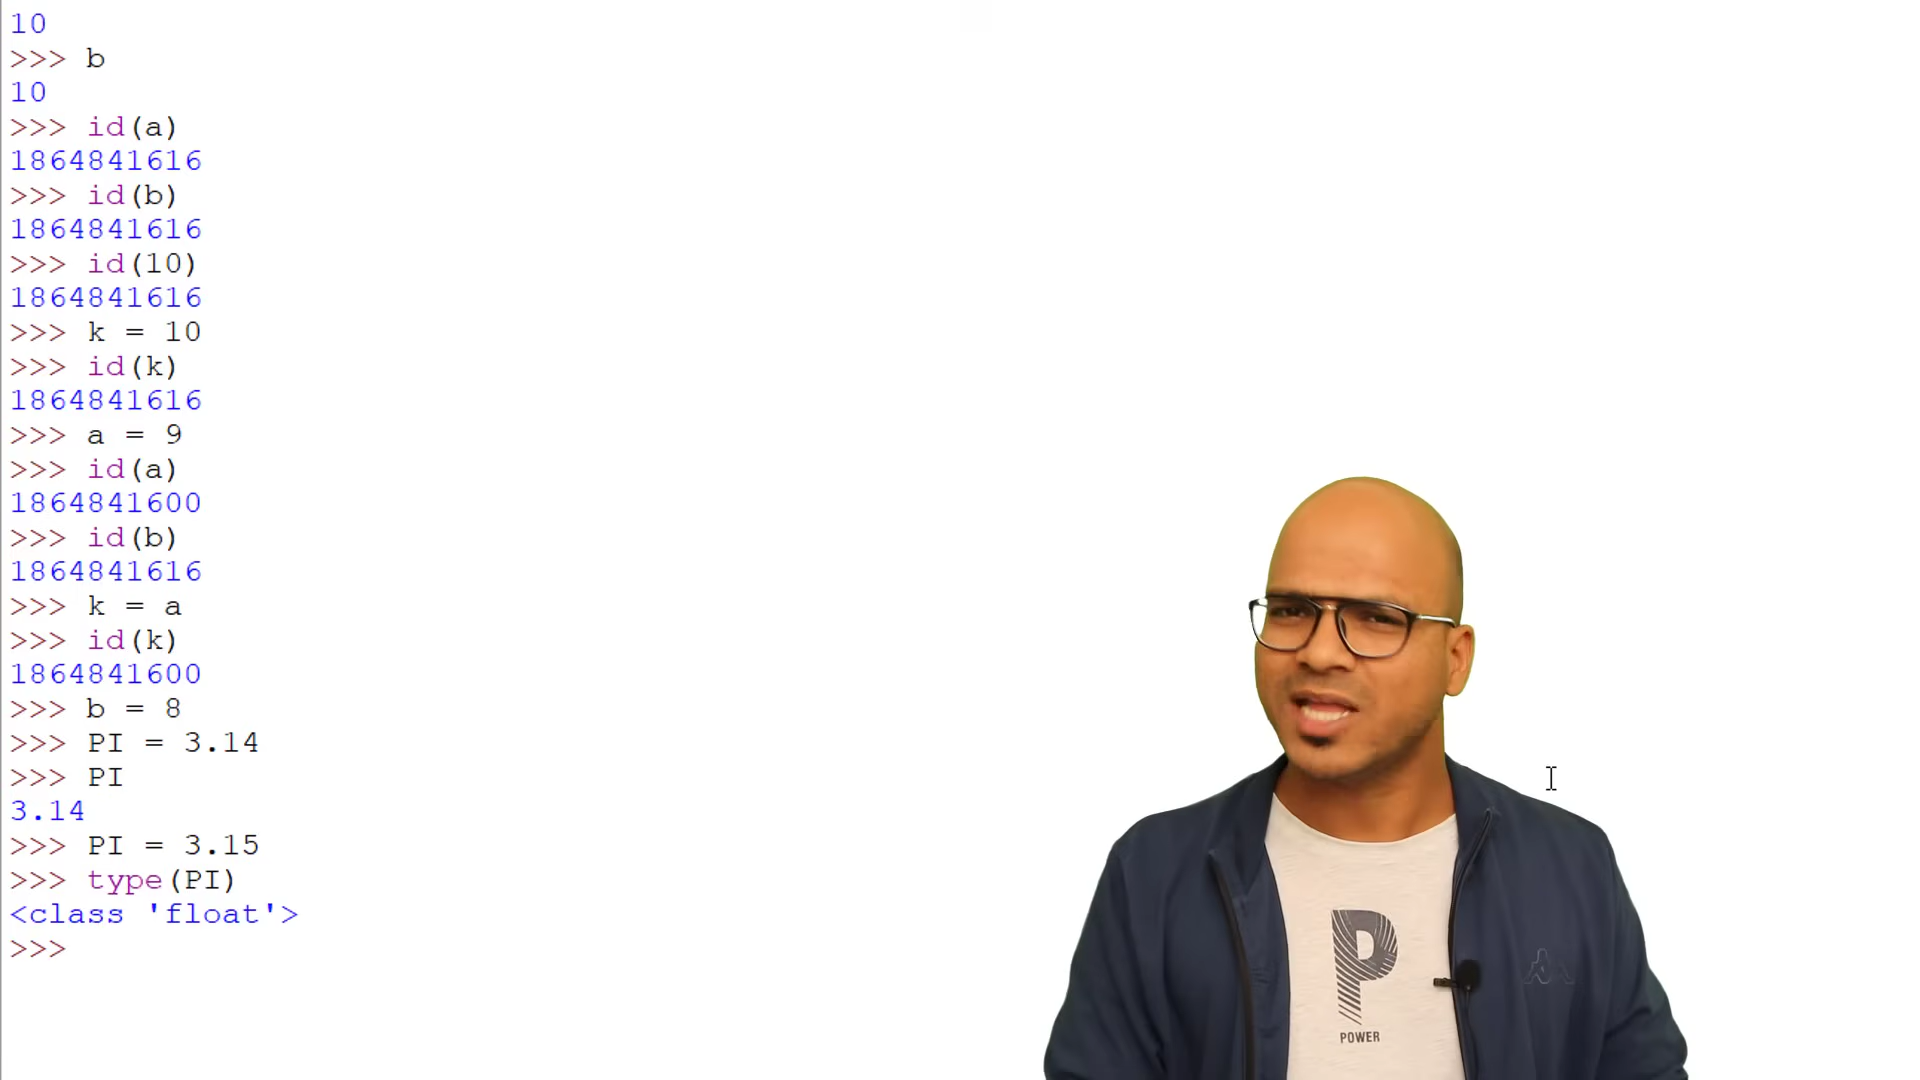 10
>>> b
10
>>> id(a)
1864841616
>>> id(b)
1864841616
>>> id(10)
1864841616
>>> k = 10
>>> id(k)
1864841616
>>> a = 9
>>> id(a)
1864841600
>>> id(b)
1864841616
>>> k = a
>>> id(k)
1864841600
>>> b = 8
>>> PI = 3.14
>>> PI
3.14
>>> PI = 3.15
>>> type(PI)
<class 'float'>
>>>
P
POWER